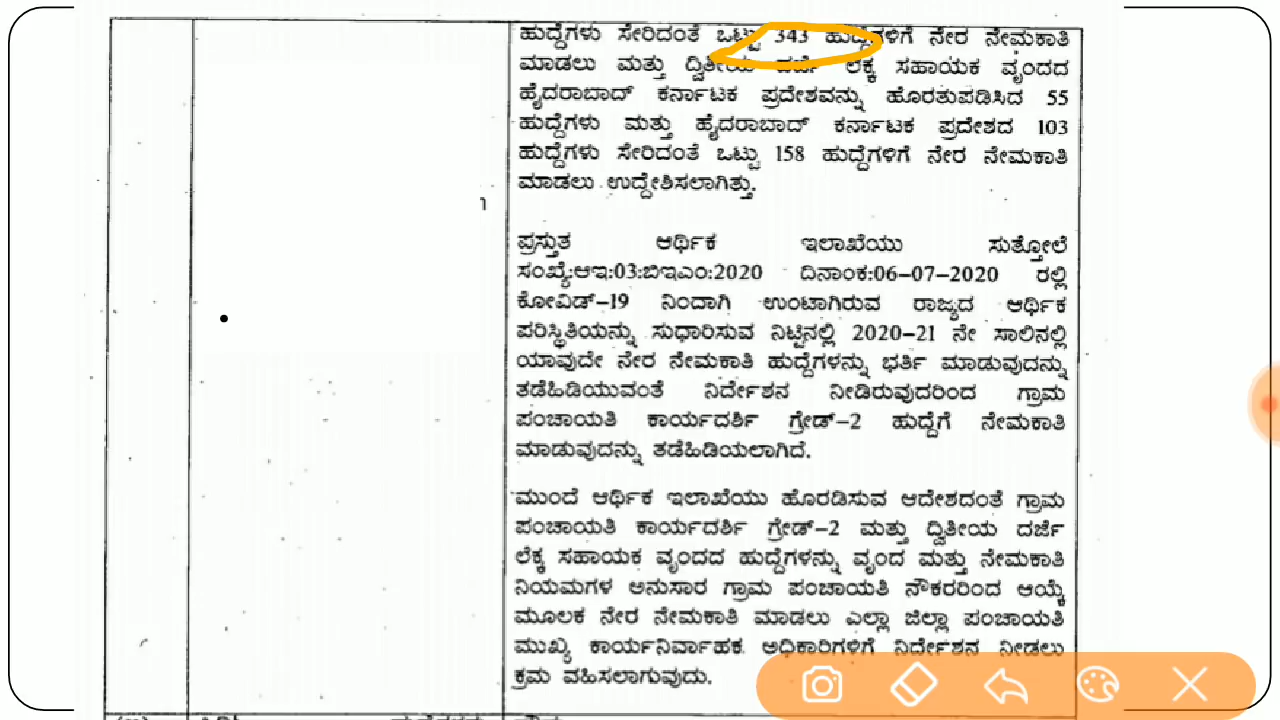 ಹುದ್ದೆಗಳು ಸೇರಿದಂತೆ ಒಟ್ಟು 343 ಹುದ್ದೆಗಳಿಗೆ ನೇರ ನೇಮಕಾತಿ
ಮಾಡಲು ಮತ್ತು ದ್ವಿತೀಯ ದರ್ಜೆ ಲೆಕ್ಕ ಸಹಾಯಕ ವೃಂದದ
ಹೈದರಾಬಾದ್ ಕರ್ನಾಟಕ ಪ್ರದೇಶವನ್ನು ಹೊರತುಪಡಿಸಿದ 55
ಹುದ್ದೆಗಳು ಮತ್ತು ಹೈದರಾಬಾದ್ ಕರ್ನಾಟಕ ಪ್ರದೇಶದ 103
ಹುದ್ದೆಗಳು ಸೇರಿದಂತೆ ಒಟ್ಟು 158 ಹುದ್ದೆಗಳಿಗೆ ನೇರ ನೇಮಕಾತಿ
ಮಾಡಲು ಉದ್ದೇಶಿಸಲಾಗಿತ್ತು.
ಪ್ರಸ್ತುತ ಆರ್ಥಿಕ ಇಲಾಖೆಯು ಸುತ್ತೋಲೆ
ಸಂಖ್ಯೆ:ಆಇ:03:ಬಿಇಎಂ:2020 ದಿನಾಂಕ:06-07-2020 ರಲ್ಲಿ
ಕೋವಿಡ್-19 ನಿಂದಾಗಿ ಉಂಟಾಗಿರುವ ರಾಜ್ಯದ ಆರ್ಥಿಕ
ಪರಿಸ್ಥಿತಿಯನ್ನು ಸುಧಾರಿಸುವ ನಿಟ್ಟಿನಲ್ಲಿ 2020-21 ನೇ ಸಾಲಿನಲ್ಲಿ
ಯಾವುದೇ ನೇರ ನೇಮಕಾತಿ ಹುದ್ದೆಗಳನ್ನು ಭರ್ತಿ ಮಾಡುವುದನ್ನು
ತಡೆಹಿಡಿಯುವಂತೆ ನಿರ್ದೇಶನ ನೀಡಿರುವುದರಿಂದ ಗ್ರಾಮ
ಪಂಚಾಯತಿ ಕಾರ್ಯದರ್ಶಿ ಗ್ರೇಡ್-2 ಹುದ್ದೆಗೆ ನೇಮಕಾತಿ
ಮಾಡುವುದನ್ನು ತಡೆಹಿಡಿಯಲಾಗಿದೆ.
ಮುಂದೆ ಆರ್ಥಿಕ ಇಲಾಖೆಯು ಹೊರಡಿಸುವ ಆದೇಶದಂತೆ ಗ್ರಾಮ
ಪಂಚಾಯತಿ ಕಾರ್ಯದರ್ಶಿ ಗ್ರೇಡ್-2 ಮತ್ತು ದ್ವಿತೀಯ ದರ್ಜೆ
ಲೆಕ್ಕ ಸಹಾಯಕ ವೃಂದದ ಹುದ್ದೆಗಳನ್ನು ವೃಂದ ಮತ್ತು ನೇಮಕಾತಿ
ನಿಯಮಗಳ ಅನುಸಾರ ಗ್ರಾಮ ಪಂಚಾಯತಿ ನೌಕರರಿಂದ ಆಯ್ಕೆ
ಮೂಲಕ ನೇರ ನೇಮಕಾತಿ ಮಾಡಲು ಎಲ್ಲಾ ಜಿಲ್ಲಾ ಪಂಚಾಯತಿ
ಮುಖ್ಯ ಕಾರ್ಯನಿರ್ವಾಹಕ ಅಧಿಕಾರಿಗಳಿಗೆ ನಿರ್ದೇಶನ ನೀಡಲು
ಕ್ರಮ ವಹಿಸಲಾಗುವುದು.